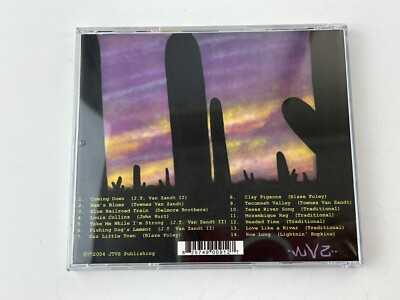 1. Coming Down (J.T. Van Zandt II)
2. Ham's Blues (Townes Van Zandt)
3. Blue Railroad Train (Delmore Brothers)
4. Louis Collins (John Hurt)
5. Take Me While I'm Strong (J.T. Van Zandt II)
6. Fishing Dog's Lament (J.T. Van Zandt II)
7. Our Little Town (Blaze Foley)
8. Clay Pigeons (Blaze Foley)
9. Tecumseh Valley (Townes Van Zandt)
10. Texas River Song (Traditional)
11. Mozambique Rag (Traditional)
12. Headed Time (Traditional)
13. Love Like a River (Traditional)
14. How Long (Lightnin' Hopkins)
2004 JTVZ Publishing